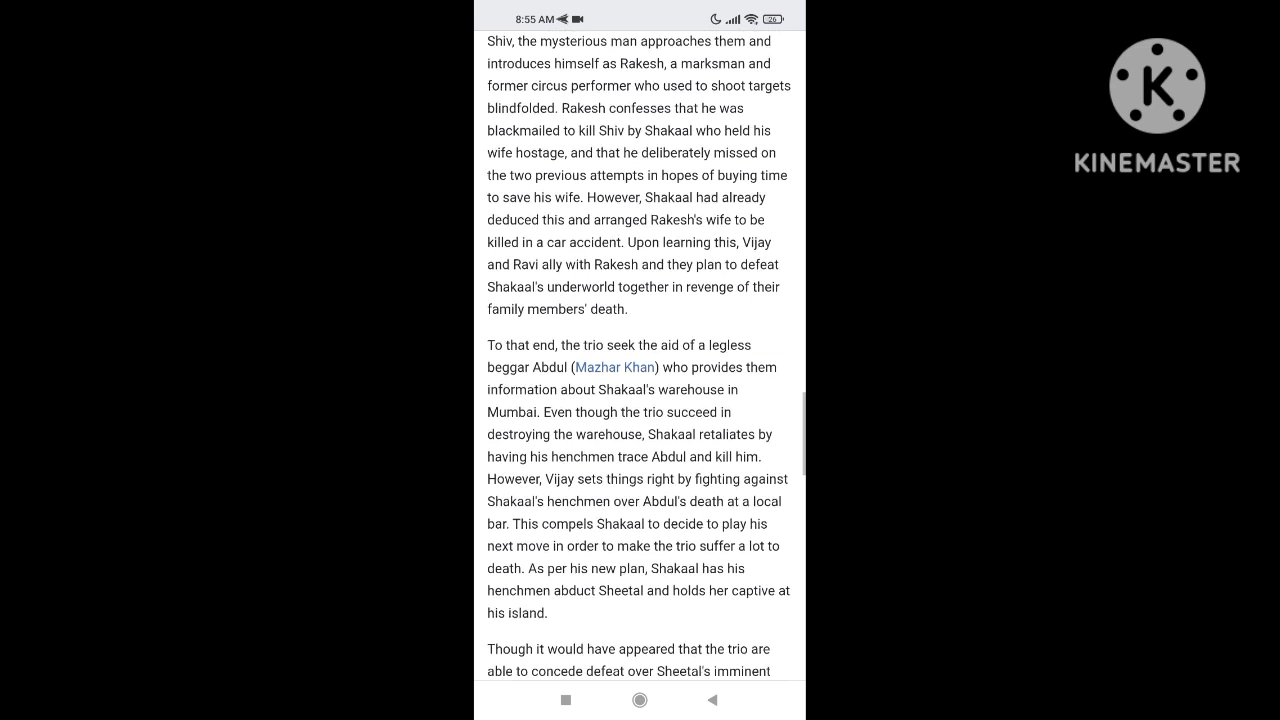 8:55 AM
26
Shiv, the mysterious man approaches them and
introduces himself as Rakesh, a marksman and
former circus performer who used to shoot targets
blindfolded. Rakesh confesses that he was
blackmailed to kill Shiv by Shakaal who held his
wife hostage, and that he deliberately missed on
the two previous attempts in hopes of buying time
to save his wife. However, Shakaal had already
deduced this and arranged Rakesh's wife to be
killed in a car accident. Upon learning this, Vijay
and Ravi ally with Rakesh and they plan to defeat
Shakaal's underworld together in revenge of their
family members' death.
To that end, the trio seek the aid of a legless
beggar Abdul (Mazhar Khan) who provides them
information about Shakaal's warehouse in
Mumbai. Even though the trio succeed in
destroying the warehouse, Shakaal retaliates by
having his henchmen trace Abdul and kill him.
However, Vijay sets things right by fighting against
Shakaal's henchmen over Abdul's death at a local
bar. This compels Shakaal to decide to play his
next move in order to make the trio suffer a lot to
death. As per his new plan, Shakaal has his
henchmen abduct Sheetal and holds her captive at
his island.
Though it would have appeared that the trio are
able to concede defeat over Sheetal's imminent
K
KINEMASTER